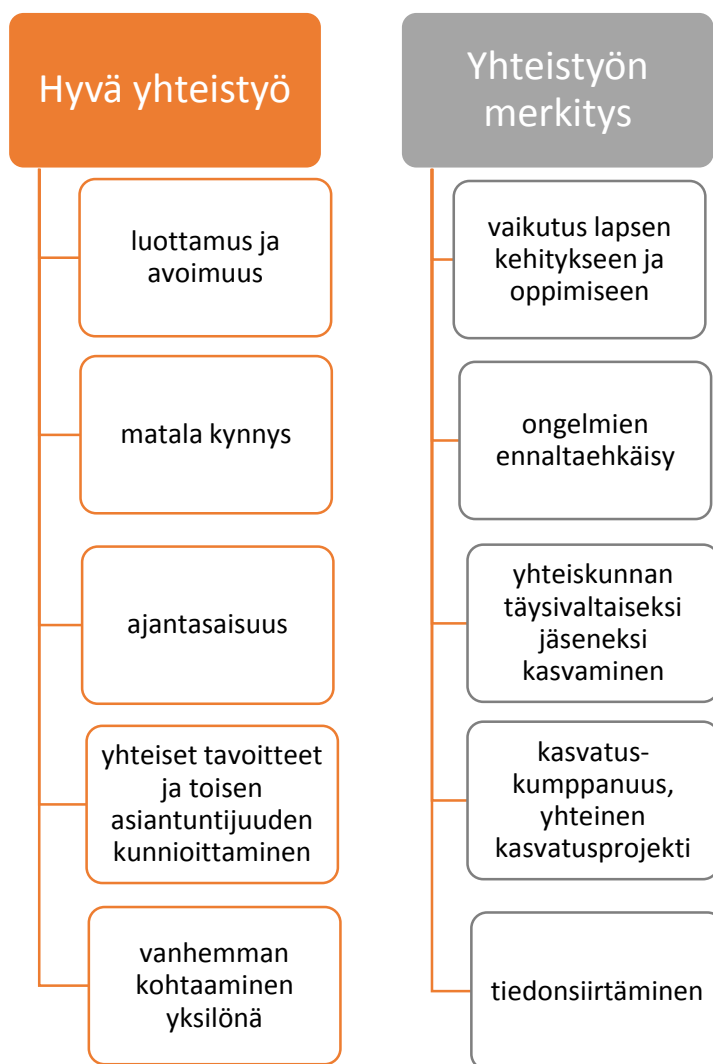 Hyvä yhteistyö
luottamus ja
avoimuus
matala kynnys
ajantasaisuus
yhteiset tavoitteet
ja toisen
asiantuntijuuden
kunnioittaminen
vanhemman
kohtaaminen
yksilönä
Yhteistyön
merkitys
vaikutus lapsen
kehitykseen ja
oppimiseen
ongelmien
ennaltaehkäisy
yhteiskunnan
täysivaltaiseksi
jäseneksi
kasvaminen
kasvatus-
kumppanuus,
yhteinen
kasvatusprojekti
tiedonsiirtäminen